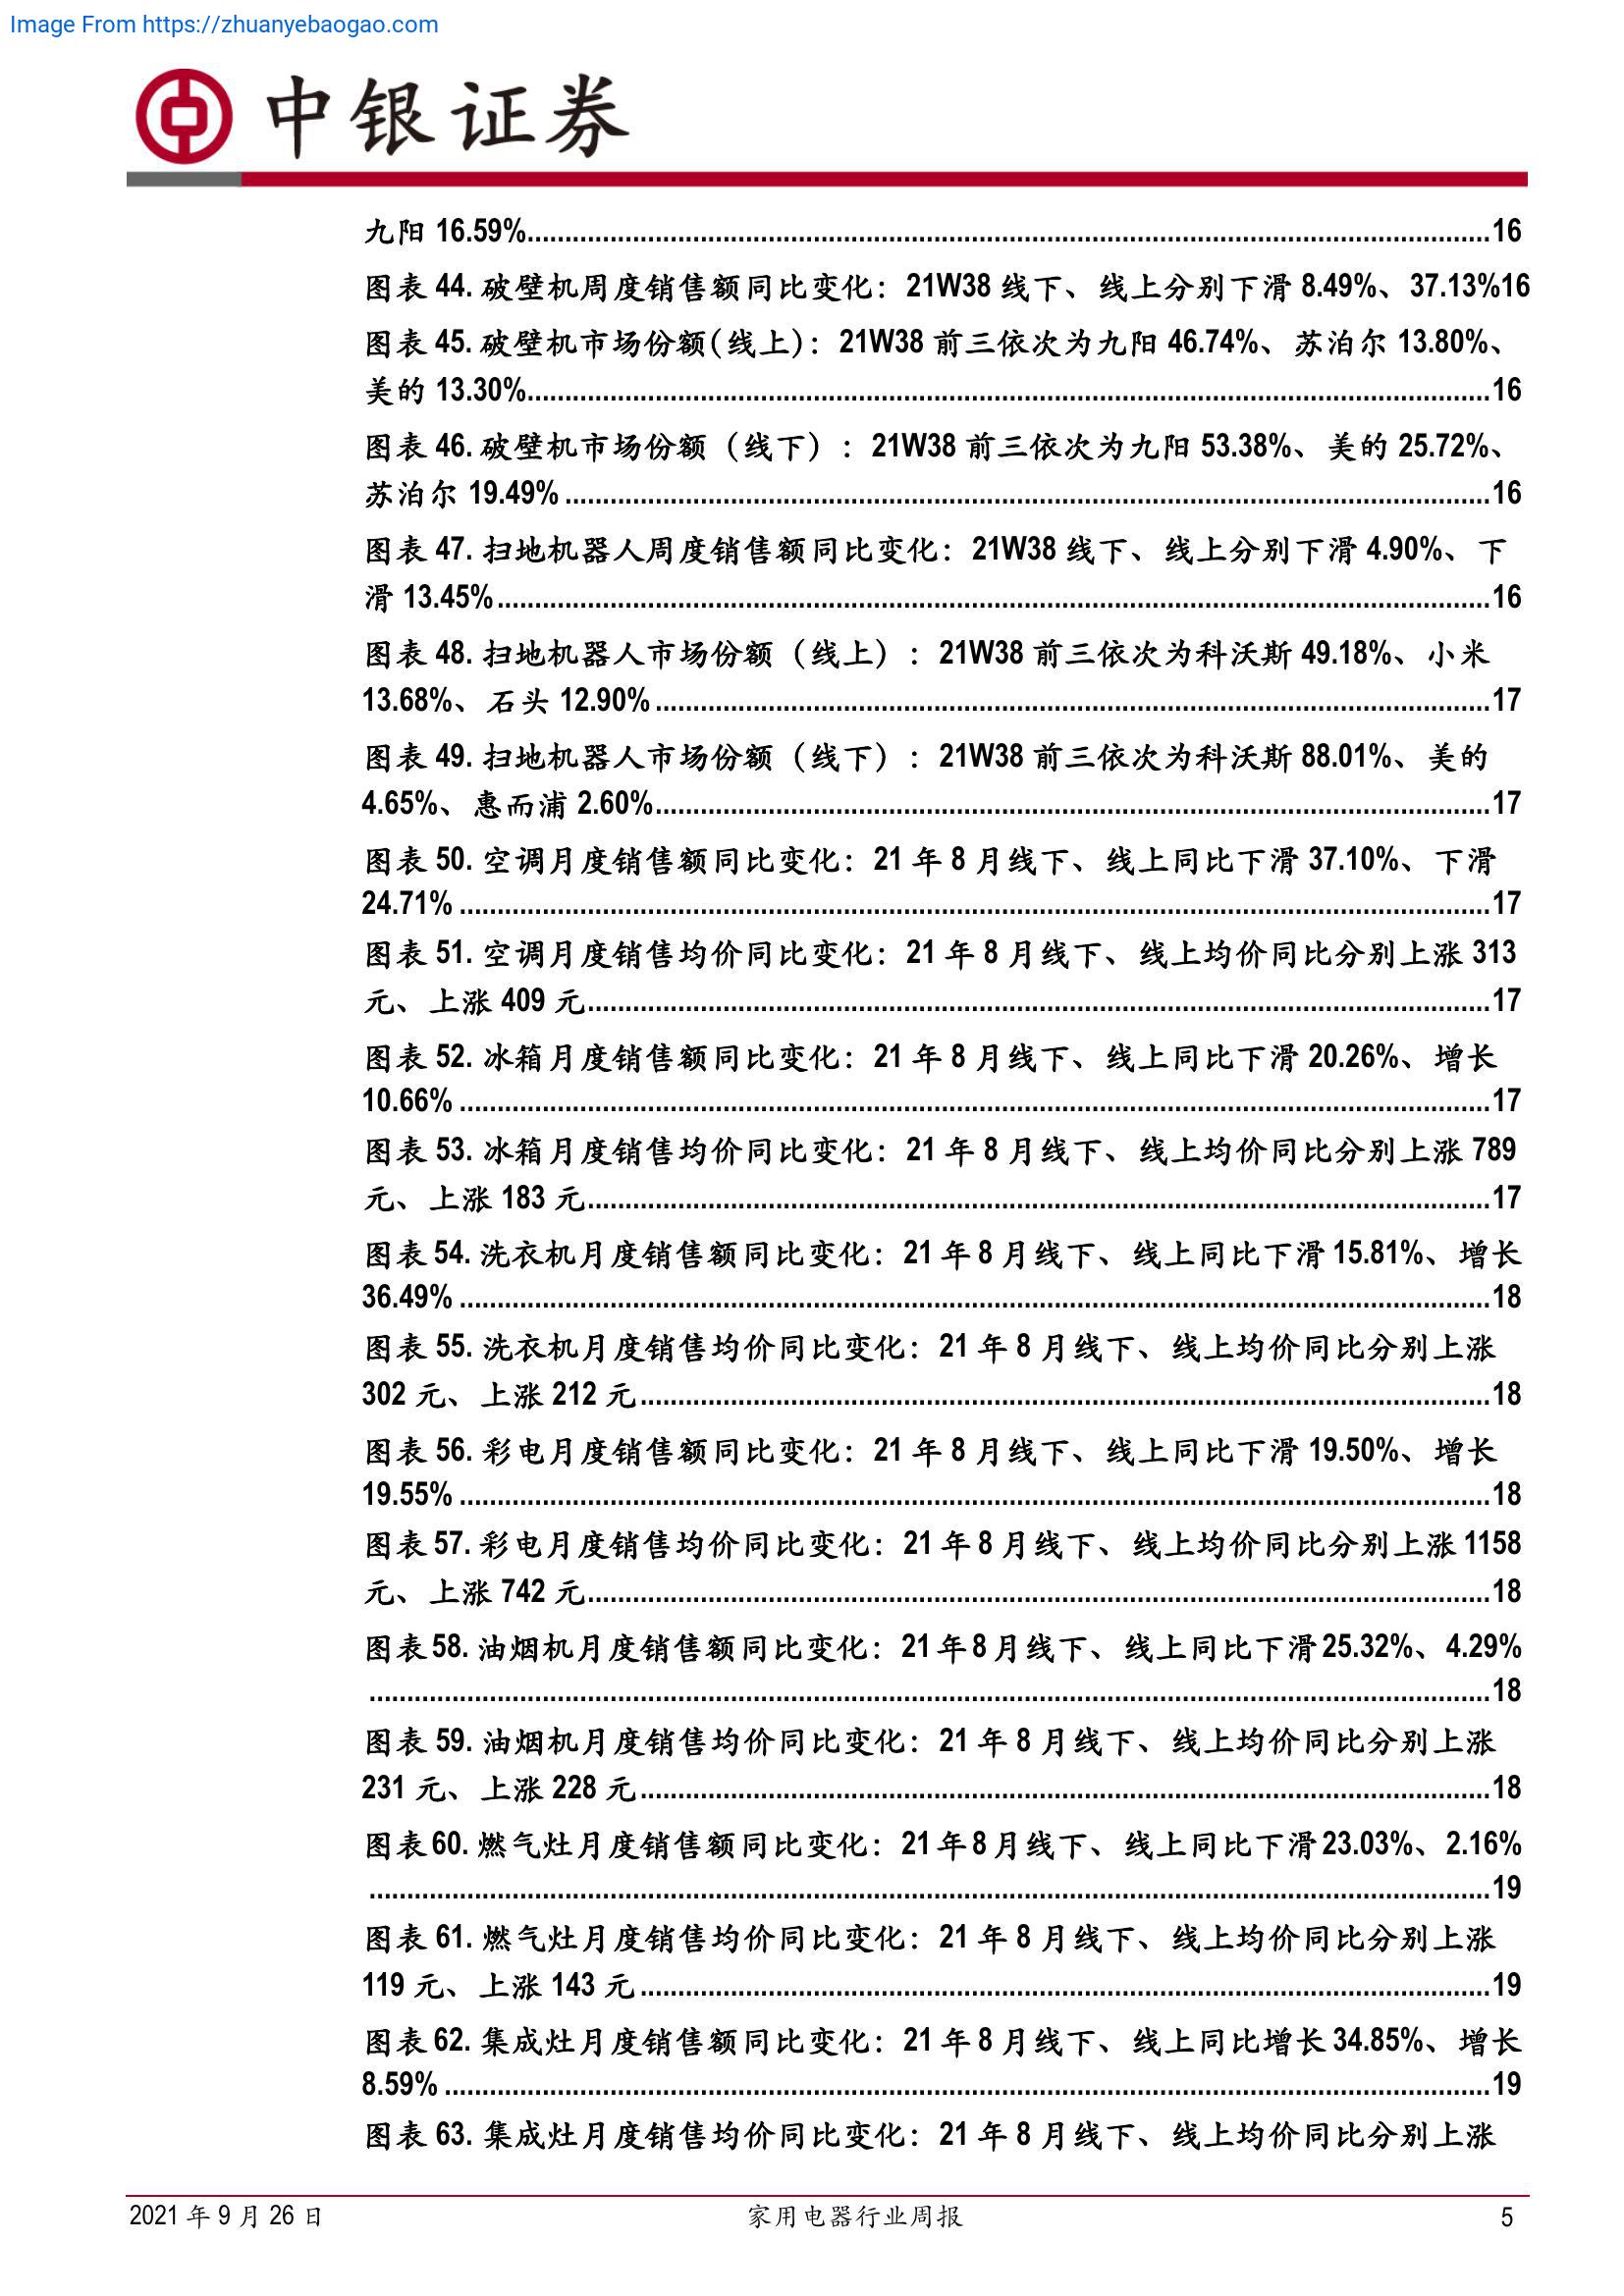 Image From https://zhuanyebaogao.com
中银证券
九阳 16.59%........16
图表 44. 破壁机周度销售额同比变化：21W38 线下、线上分别下滑 8.49%、37.13%16
图表 45. 破壁机市场份额(线上)：21W38 前三依次为九阳 46.74%、苏泊尔 13.80%、
美的 13.30%........16
图表 46. 破壁机市场份额（线下）：21W38 前三依次为九阳 53.38%、美的 25.72%、
苏泊尔 19.49%........16
图表 47. 扫地机器人周度销售额同比变化：21W38 线下、线上分别下滑 4.90%、下
滑 13.45%........16
图表 48. 扫地机器人市场份额（线上）：21W38 前三依次为科沃斯 49.18%、小米
13.68%、石头 12.90%........17
图表 49. 扫地机器人市场份额（线下）：21W38 前三依次为科沃斯 88.01%、美的
4.65%、惠而浦 2.60%........17
图表 50. 空调月度销售额同比变化：21 年 8 月线下、线上同比下滑 37.10%、下滑
24.71%........17
图表 51. 空调月度销售均价同比变化：21 年 8 月线下、线上均价同比分别上涨 313
元、上涨 409 元........17
图表 52. 冰箱月度销售额同比变化：21 年 8 月线下、线上同比下滑 20.26%、增长
10.66%........17
图表 53. 冰箱月度销售均价同比变化：21 年 8 月线下、线上均价同比分别上涨 789
元、上涨 183 元........17
图表 54. 洗衣机月度销售额同比变化：21 年 8 月线下、线上同比下滑 15.81%、增长
36.49%........18
图表 55. 洗衣机月度销售均价同比变化：21 年 8 月线下、线上均价同比分别上涨
302 元、上涨 212 元........18
图表 56. 彩电月度销售额同比变化：21 年 8 月线下、线上同比下滑 19.50%、增长
19.55%........18
图表 57. 彩电月度销售均价同比变化：21 年 8 月线下、线上均价同比分别上涨 1158
元、上涨 742 元........18
图表 58. 油烟机月度销售额同比变化：21 年 8 月线下、线上同比下滑 25.32%、4.29%
........18
图表 59. 油烟机月度销售均价同比变化：21 年 8 月线下、线上均价同比分别上涨
231 元、上涨 228 元........18
图表 60. 燃气灶月度销售额同比变化：21 年 8 月线下、线上同比下滑 23.03%、2.16%
........19
图表 61. 燃气灶月度销售均价同比变化：21 年 8 月线下、线上均价同比分别上涨
119 元、上涨 143 元........19
图表 62. 集成灶月度销售额同比变化：21 年 8 月线下、线上同比增长 34.85%、增长
8.59%........19
图表 63. 集成灶月度销售均价同比变化：21 年 8 月线下、线上均价同比分别上涨
2021 年 9 月 26 日 家用电器行业周报 5